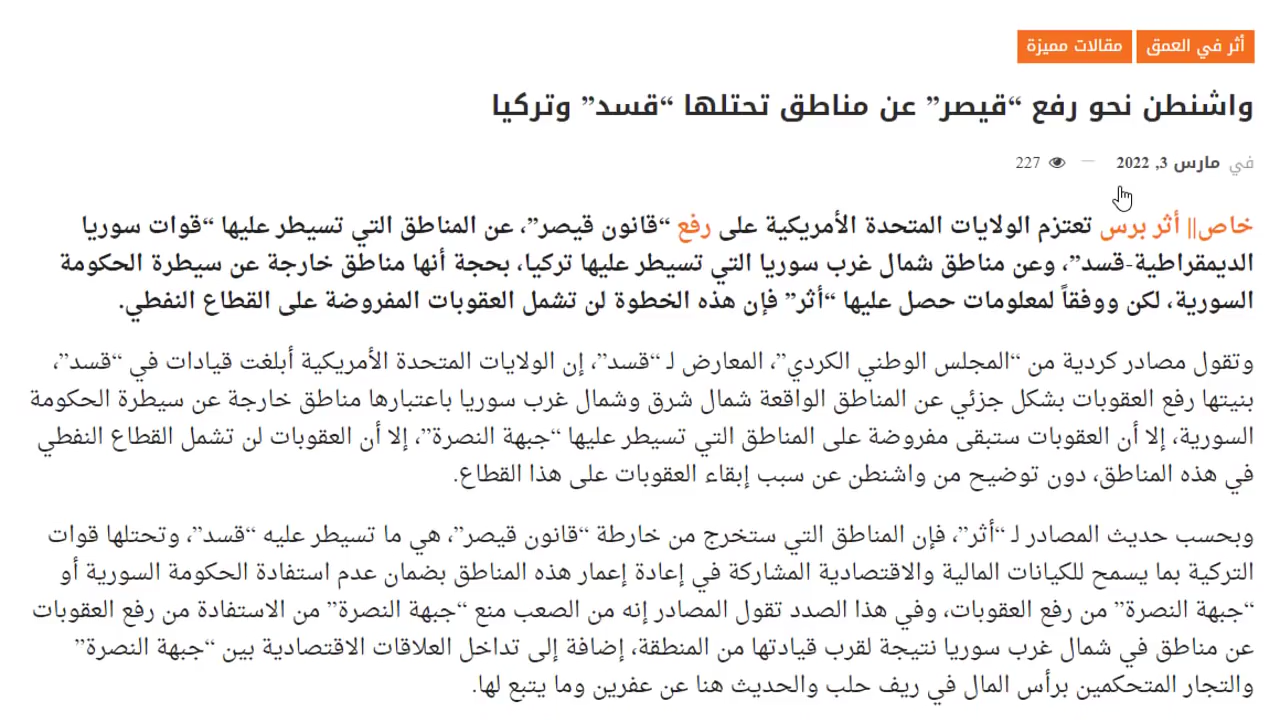 أثر في العمق مقالات مميزة
واشنطن نحو رفع “قيصر” عن مناطق تحتلها “قسد” وتركيا
في مارس 3, 2022 — 227
خاص|| أثر برس تعتزم الولايات المتحدة الأمريكية على رفع “قانون قيصر”، عن المناطق التي تسيطر عليها “قوات سوريا
الديمقراطية-قسد”، وعن مناطق شمال غرب سوريا التي تسيطر عليها تركيا، بحجة أنها مناطق خارجة عن سيطرة الحكومة
السورية، لكن ووفقاً لمعلومات حصل عليها “أثر” فإن هذه الخطوة لن تشمل العقوبات المفروضة على القطاع النفطي.
وتقول مصادر كردية من “المجلس الوطني الكردي”، المعارض لـ “قسد”، إن الولايات المتحدة الأمريكية أبلغت قيادات في “قسد”،
بنيتها رفع العقوبات بشكل جزئي عن المناطق الواقعة شمال شرق وشمال غرب سوريا باعتبارها مناطق خارجة عن سيطرة الحكومة
السورية، إلا أن العقوبات ستبقى مفروضة على المناطق التي تسيطر عليها “جبهة النصرة”، إلا أن العقوبات لن تشمل القطاع النفطي
في هذه المناطق، دون توضيح من واشنطن عن سبب إبقاء العقوبات على هذا القطاع.
وبحسب حديث المصادر لـ “أثر”، فإن المناطق التي ستخرج من خارطة “قانون قيصر”، هي ما تسيطر عليه “قسد”، وتحتلها قوات
التركية بما يسمح للكيانات المالية والاقتصادية المشاركة في إعادة إعمار هذه المناطق بضمان عدم استفادة الحكومة السورية أو
“جبهة النصرة” من رفع العقوبات، وفي هذا الصدد تقول المصادر إنه من الصعب منع “جبهة النصرة” من الاستفادة من رفع العقوبات
عن مناطق في شمال غرب سوريا نتيجة لقرب قيادتها من المنطقة، إضافة إلى تداخل العلاقات الاقتصادية بين “جبهة النصرة”
والتجار المتحكمين برأس المال في ريف حلب والحديث هنا عن عفرين وما يتبع لها.